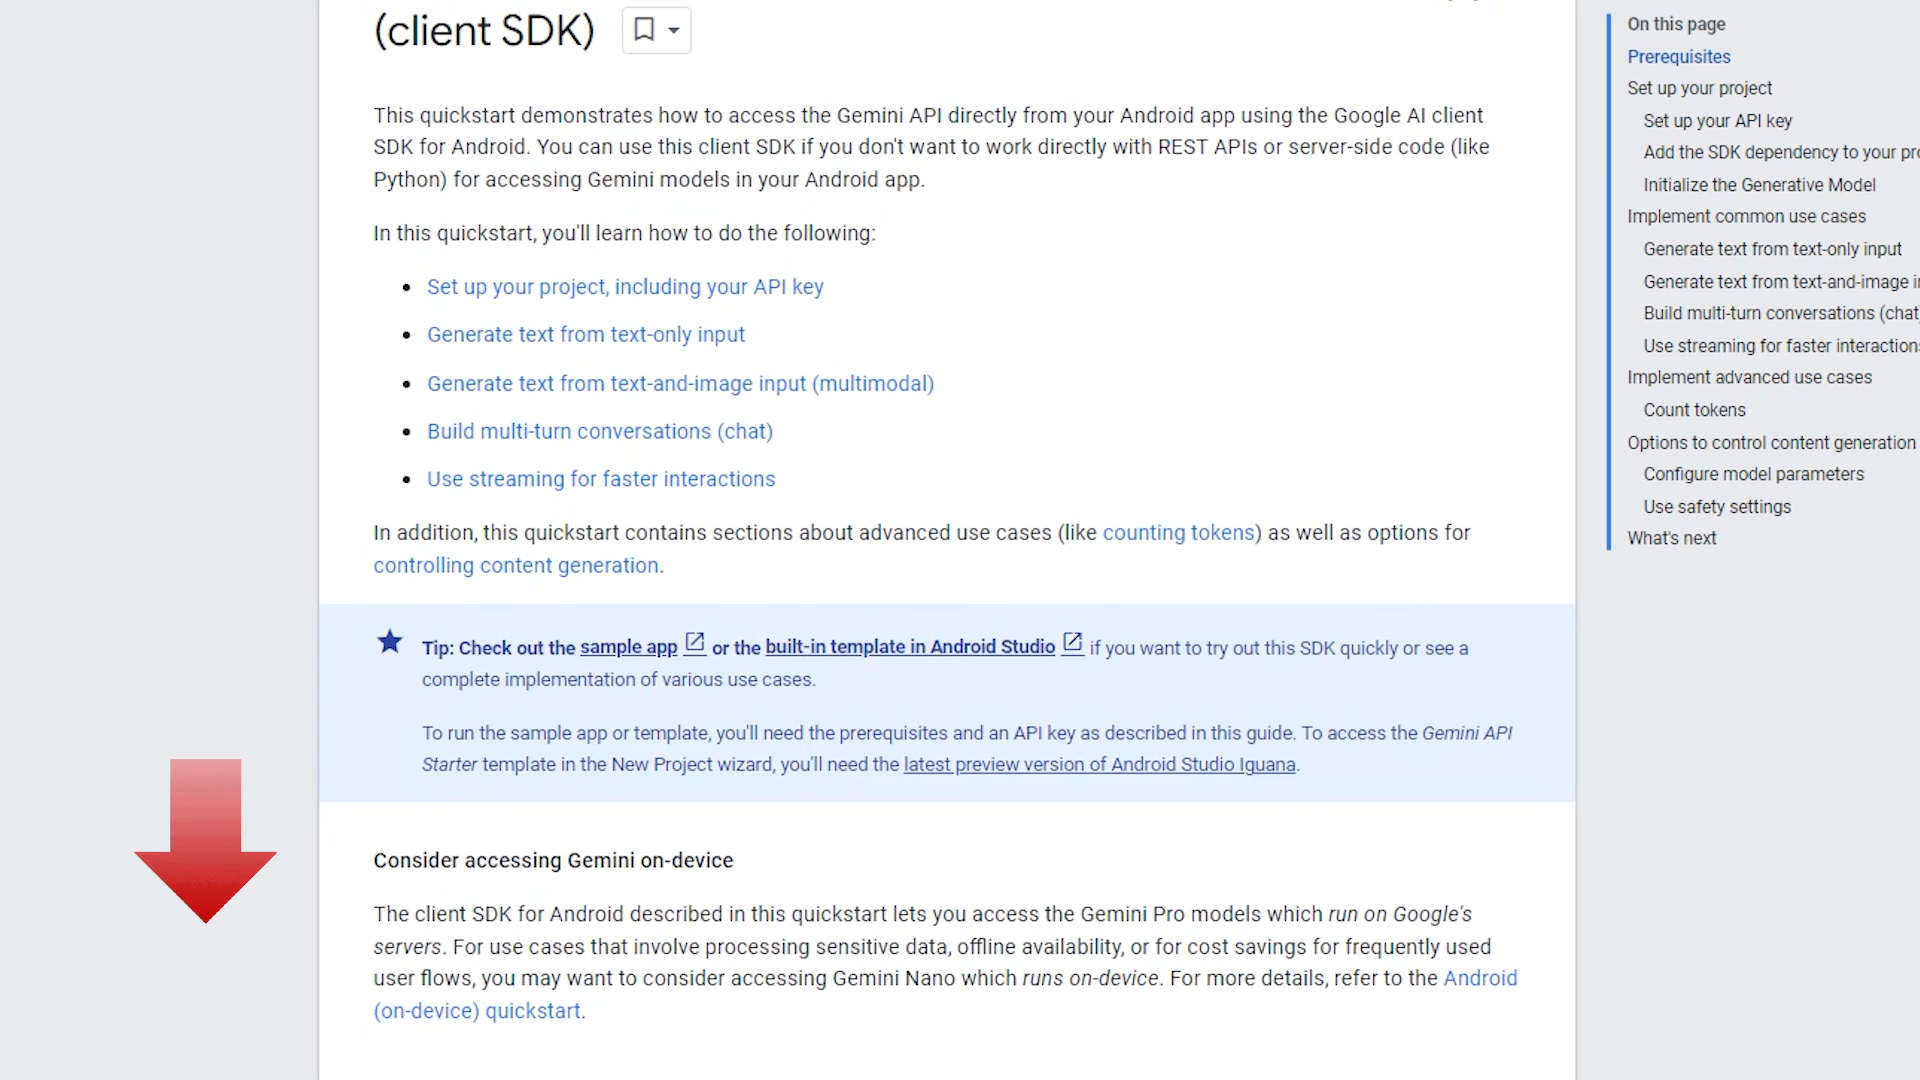 (client SDK)
This quickstart demonstrates how to access the Gemini API directly from your Android app using the Google AI client
SDK for Android. You can use this client SDK if you don't want to work directly with REST APIs or server-side code (like
Python) for accessing Gemini models in your Android app.
In this quickstart, you'll learn how to do the following:
Set up your project, including your API key
Generate text from text-only input
Generate text from text-and-image input (multimodal)
Build multi-turn conversations (chat)
Use streaming for faster interactions
In addition, this quickstart contains sections about advanced use cases (like counting tokens) as well as options for
controlling content generation.
Tip: Check out the sample app or the built-in template in Android Studio if you want to try out this SDK quickly or see a
complete implementation of various use cases.
To run the sample app or template, you'll need the prerequisites and an API key as described in this guide. To access the Gemini API
Starter template in the New Project wizard, you'll need the latest preview version of Android Studio Iguana.
Consider accessing Gemini on-device
The client SDK for Android described in this quickstart lets you access the Gemini Pro models which run on Google's
servers. For use cases that involve processing sensitive data, offline availability, or for cost savings for frequently used
user flows, you may want to consider accessing Gemini Nano which runs on-device. For more details, refer to the Android
(on-device) quickstart.
On this page
Prerequisites
Set up your project
Set up your API key
Add the SDK dependency to your
Initialize the Generative Model
Implement common use cases
Generate text from text-only input
Generate text from text-and-image
Build multi-turn conversations (chat
Use streaming for faster interactions
Implement advanced use cases
Count tokens
Options to control content generation
Configure model parameters
Use safety settings
What's next